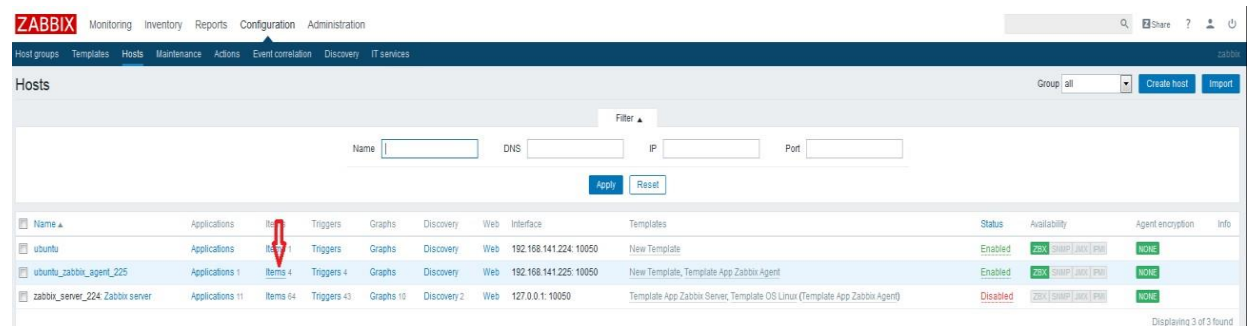 ZABBIX Monitoring Inventory Reports Configuration Administration Z Share ?
Host groups Templates Hosts Maintenance Actions Event correlation Discovery IT services zabbix
Hosts Group all Create host Import
Filter ▲
Name DNS IP Port
Apply Reset
Name ▲ Applications Items Triggers Graphs Discovery Web Interface Templates Status Availability Agent encryption Info
ubuntu Applications Items 1 Triggers Graphs Discovery Web 192.168.141.224: 10050 New Template Enabled ZBX SNMP JMX IPMI NONE
ubuntu_zabbix_agent_225 Applications 1 Items 4 Triggers 4 Graphs Discovery Web 192.168.141.225: 10050 New Template, Template App Zabbix Agent Enabled ZBX SNMP JMX IPMI NONE
zabbix_server_224: Zabbix server Applications 11 Items 64 Triggers 43 Graphs 10 Discovery 2 Web 127.0.0.1: 10050 Template App Zabbix Server, Template OS Linux (Template App Zabbix Agent) Disabled ZBX SNMP JMX IPMI NONE
Displaying 3 of 3 found